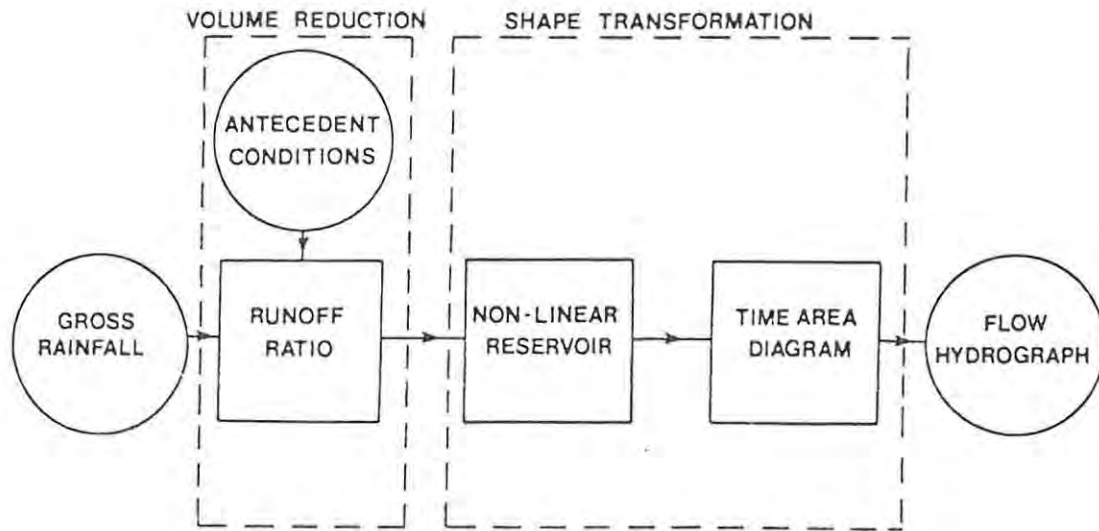 VOLUME REDUCTION
SHAPE TRANSFORMATION
ANTECEDENT
CONDITIONS
GROSS
RAINFALL
RUNOFF
RATIO
NON-LINEAR
RESERVOIR
TIME AREA
DIAGRAM
FLOW
HYDROGRAPH